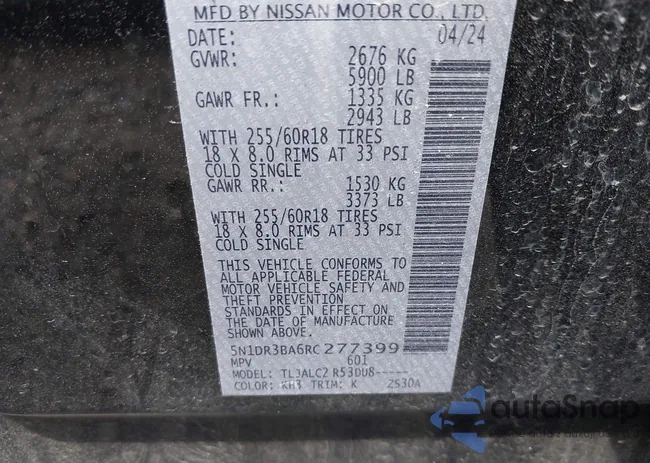 MFD BY NISSAN MOTOR CO., LTD.
DATE: 04/24
GVWR: 2676 KG
5900 LB
GAWR FR.: 1335 KG
2943 LB
WITH 255/60R18 TIRES
18 X 8.0 RIMS AT 33 PSI
COLD SINGLE
GAWR RR.: 1530 KG
3373 LB
WITH 255/60R18 TIRES
18 X 8.0 RIMS AT 33 PSI
COLD SINGLE
THIS VEHICLE CONFORMS TO
ALL APPLICABLE FEDERAL
MOTOR VEHICLE SAFETY AND
THEFT PREVENTION
STANDARDS IN EFFECT ON
THE DATE OF MANUFACTURE
SHOWN ABOVE.
5N1DR3BA6RC277399
MPV 601
MODEL: TLJALC2 R53DU8-----
COLOR: KH3 TRIM: K ZS30A
autoSnap